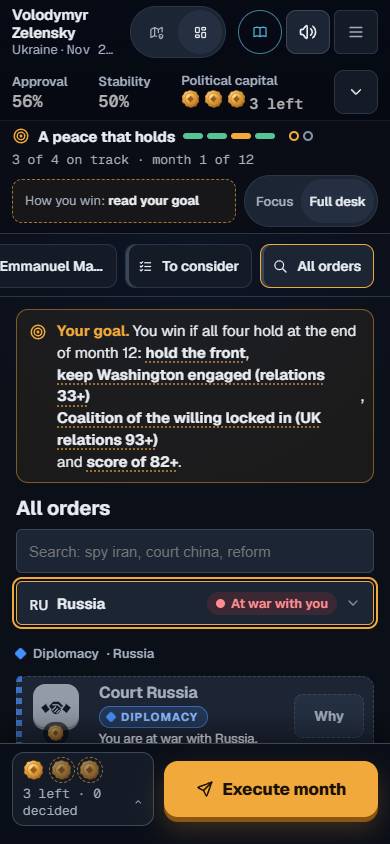 Volodymyr
Zelensky
Ukraine · Nov 2…
Approval
56%
Stability
50%
Political capital
3 left
A peace that holds
3 of 4 on track · month 1 of 12
How you win: read your goal
Focus
Full desk
Emmanuel Ma…
To consider
All orders
Your goal. You win if all four hold at the end
of month 12: hold the front,
keep Washington engaged (relations
33+)
,
Coalition of the willing locked in (UK
relations 93+)
and score of 82+.
All orders
Search: spy iran, court china, reform
RU Russia
At war with you
Diplomacy · Russia
Court Russia
DIPLOMACY
You are at war with Russia.
Why
3 left · 0
decided
Execute month